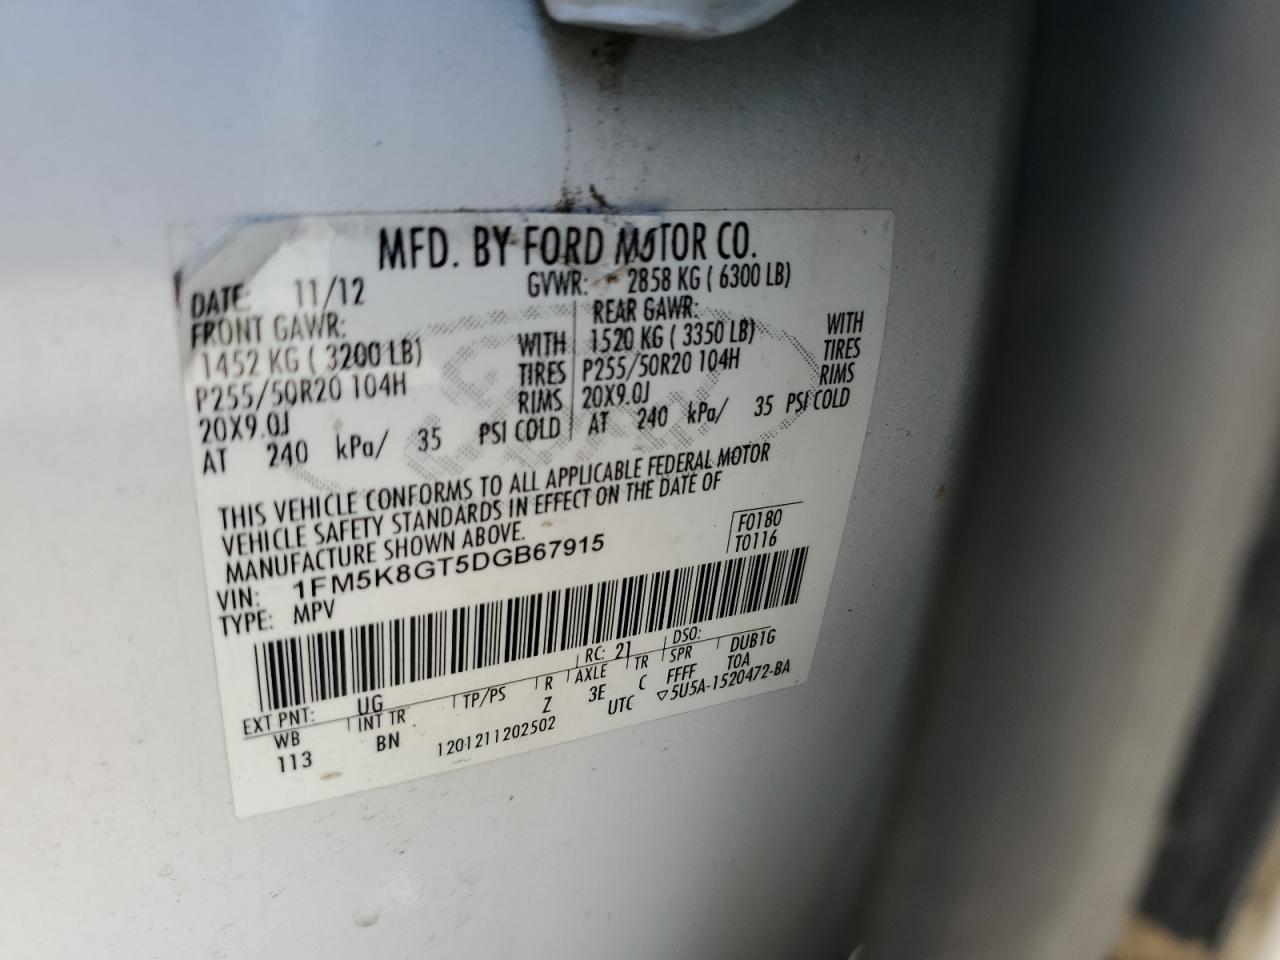 MFD. BY FORD MOTOR CO.
DATE: 11/12 GVWR: 2858 KG ( 6300 LB)
FRONT GAWR: REAR GAWR:
1452 KG ( 3200 LB) WITH 1520 KG ( 3350 LB) WITH
P255/50R20 104H TIRES P255/50R20 104H TIRES
20X9.0J RIMS 20X9.0J RIMS
AT 240 kPa/ 35 PSI COLD AT 240 kPa/ 35 PSI COLD
THIS VEHICLE CONFORMS TO ALL APPLICABLE FEDERAL MOTOR
VEHICLE SAFETY STANDARDS IN EFFECT ON THE DATE OF
MANUFACTURE SHOWN ABOVE.
F0180
VIN: 1FM5K8GT5DGB67915 T0116
TYPE: MPV
EXT PNT: UG RC: 21 DSO:
WB INT TR TP/PS R AXLE TR SPR DUB1G
113 BN Z 3E C FFFF TOA
1201211202502 UTC ▽5U5A-1520472-BA